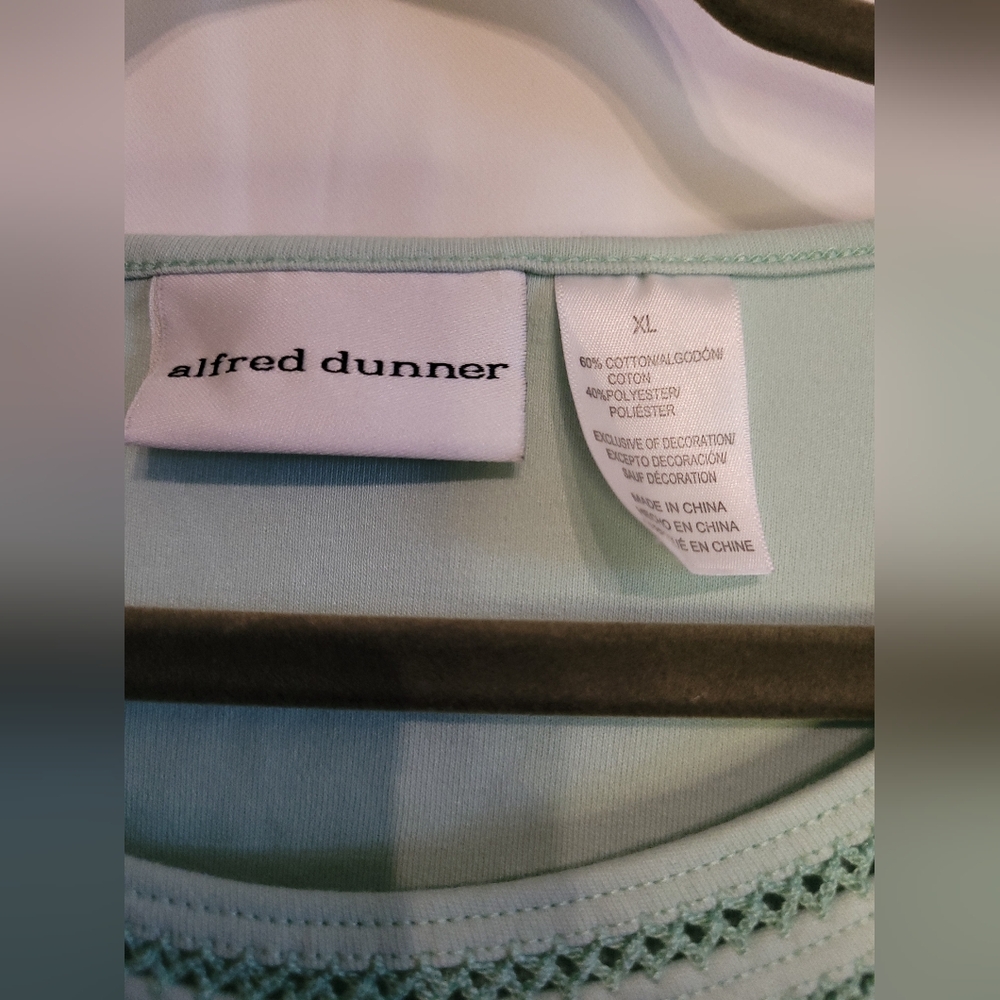 alfred dunner
XL
60% COTTON/ALGODÓN/
COTON
40%POLYESTER/
POLIÉSTER
EXCLUSIVE OF DECORATION/
EXCEPTO DECORACIÓN/
SAUF DÉCORATION
MADE IN CHINA
HECHO EN CHINA
EN CHINE